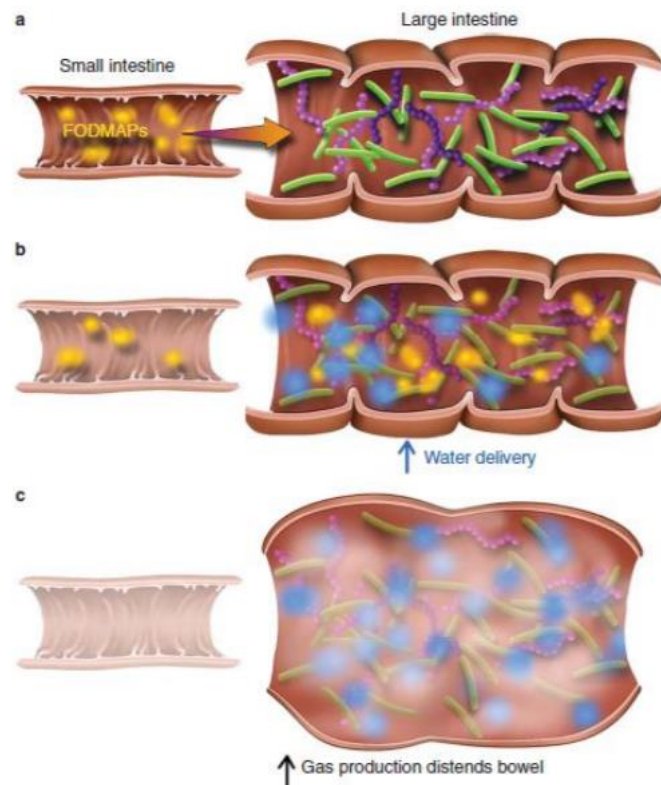 a
Large intestine
Small intestine
FODMAPs
b
Water delivery
c
Gas production distends bowel